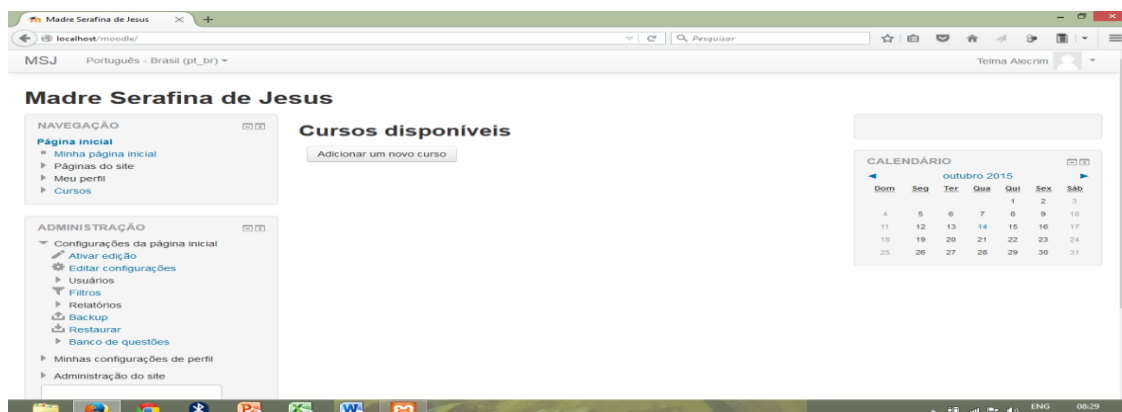 Madre Serafina de Jesus
localhost/moodle/
Pesquisar
MSJ Português - Brasil (pt_br)
Telma Alecrim
Madre Serafina de Jesus
NAVEGAÇÃO
Página inicial
Minha página inicial
Páginas do site
Meu perfil
Cursos
ADMINISTRAÇÃO
Configurações da página inicial
Ativar edição
Editar configurações
Usuários
Filtros
Relatórios
Backup
Restaurar
Banco de questões
Minhas configurações de perfil
Administração do site
Cursos disponíveis
Adicionar um novo curso
CALENDÁRIO
outubro 2015
Dom Seg Ter Qua Qui Sex Sáb
1 2 3
4 5 6 7 8 9 10
11 12 13 14 15 16 17
18 19 20 21 22 23 24
25 26 27 28 29 30 31
ENG 08:29